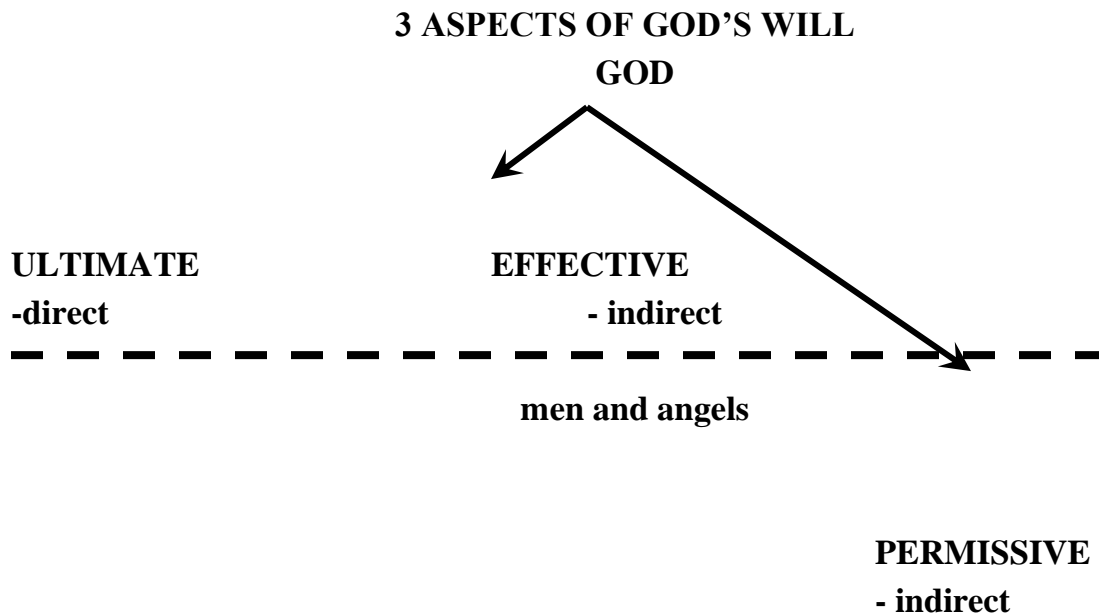 3 ASPECTS OF GOD'S WILL
GOD
ULTIMATE EFFECTIVE
-direct - indirect
men and angels
PERMISSIVE
- indirect